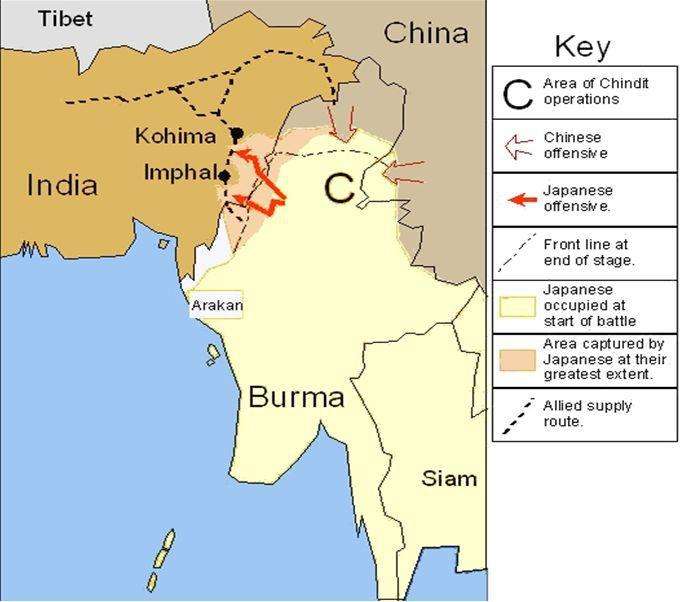 Tibet
China
Kohima
Imphal
India
C
Arakan
Burma
Siam
Key
C
Area of Chindit
operations
Chinese
offensive
Japanese
offensive.
Front line at
end of stage.
Japanese
occupied at
start of battle
Area captured by
Japanese at their
greatest extent.
Allied supply
route.